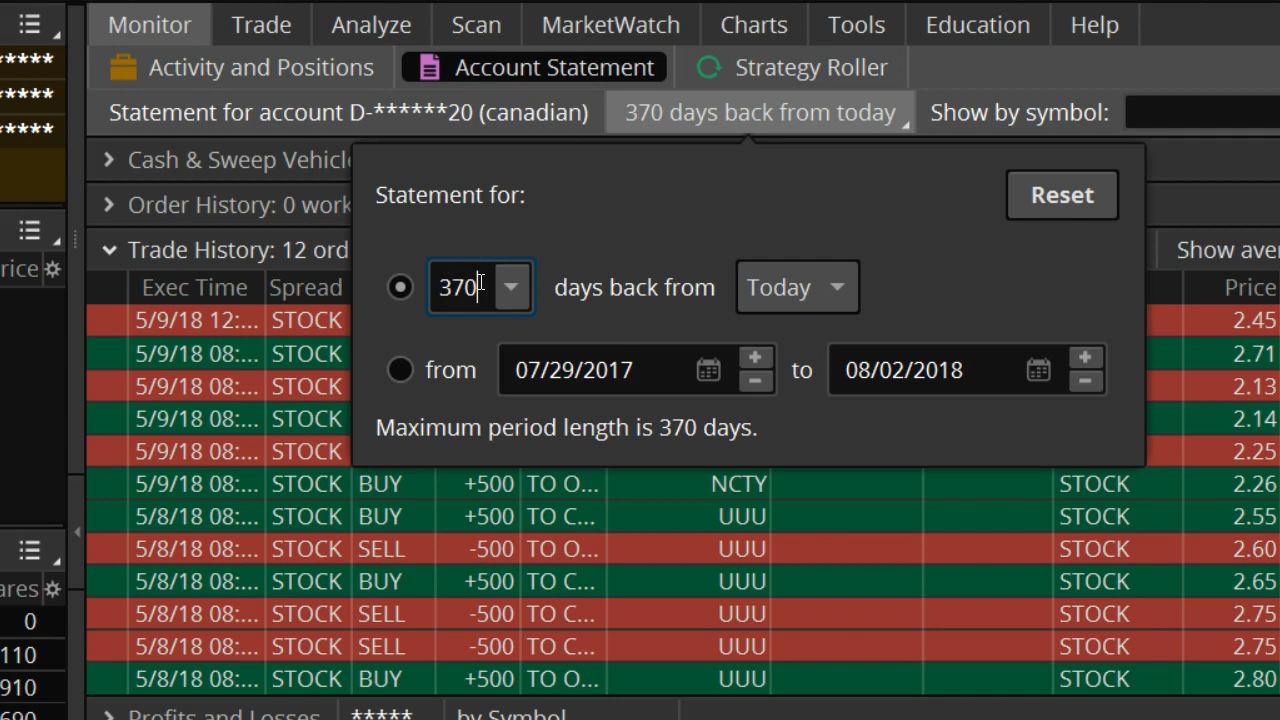 Monitor Trade Analyze Scan MarketWatch Charts Tools Education Help
***** Activity and Positions Account Statement Strategy Roller
*****
Statement for account D-******20 (canadian) 370 days back from today Show by symbol:
*****
Cash & Sweep Vehicl
Statement for: Reset
Order History: 0 work
Trade History: 12 ord Show aver
rice
Exec Time Spread Price
370 days back from Today
5/9/18 12:... STOCK 2.45
5/9/18 08:... STOCK 2.71
from 07/29/2017 to 08/02/2018
5/9/18 08:... STOCK 2.13
5/9/18 08:... STOCK 2.14
Maximum period length is 370 days.
5/9/18 08:... STOCK 2.25
5/9/18 08:... STOCK BUY +500 TO O... NCTY STOCK 2.26
5/8/18 08:... STOCK BUY +500 TO C... UUU STOCK 2.55
5/8/18 08:... STOCK SELL -500 TO O... UUU STOCK 2.60
5/8/18 08:... STOCK BUY +500 TO C... UUU STOCK 2.65
ares
5/8/18 08:... STOCK SELL -500 TO C... UUU STOCK 2.75
0
5/8/18 08:... STOCK SELL -500 TO C... UUU STOCK 2.75
110
5/8/18 08:... STOCK BUY +500 TO O... UUU STOCK 2.80
910
690 Profits and Losses ***** by Symbol